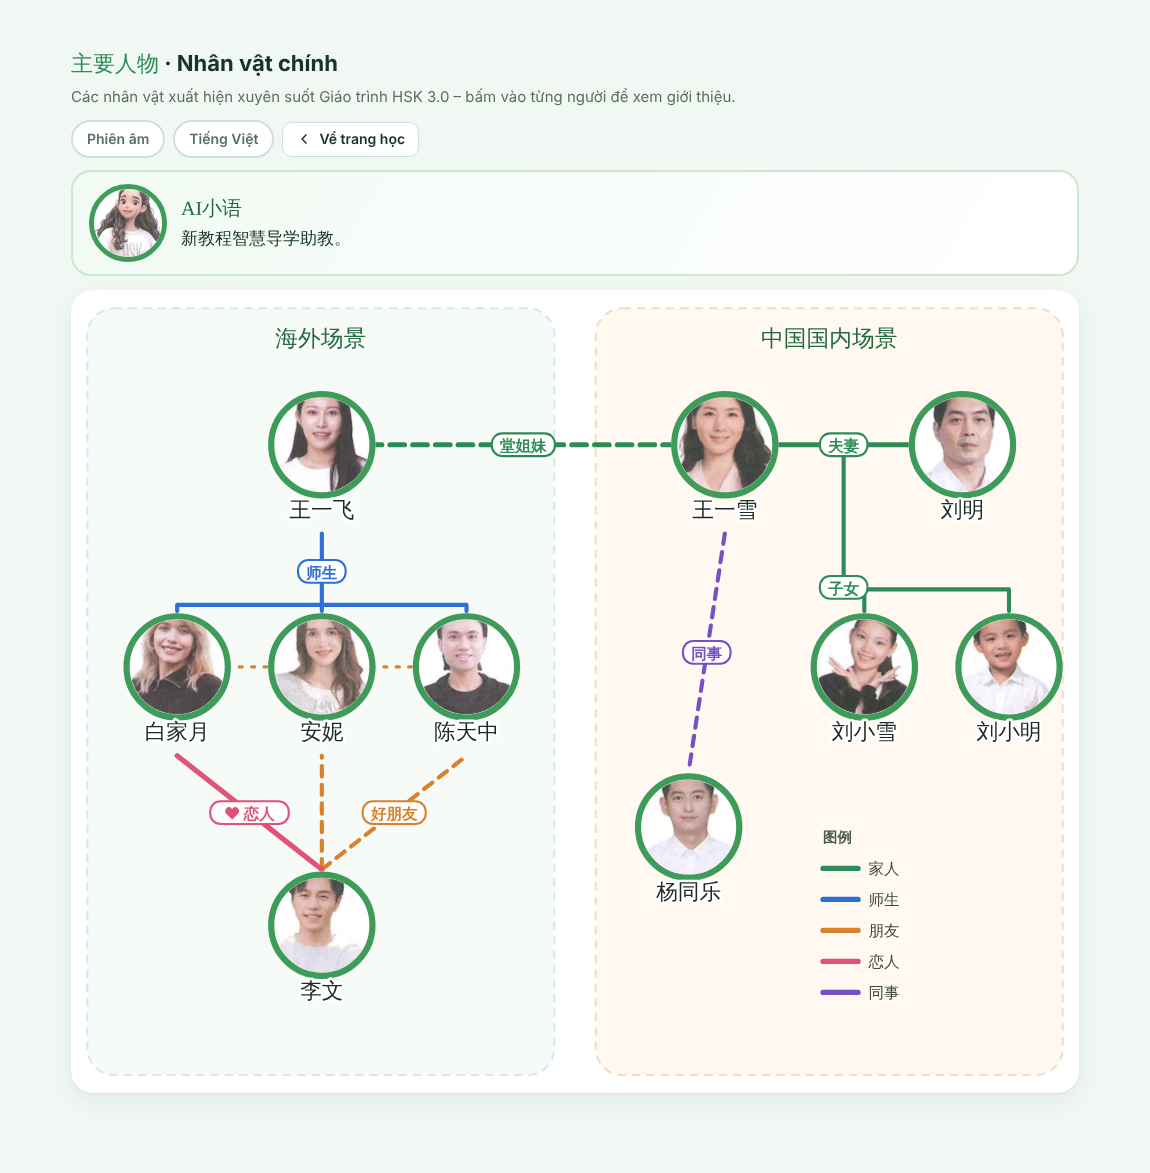 主要人物 · Nhân vật chính
Các nhân vật xuất hiện xuyên suốt Giáo trình HSK 3.0 – bấm vào từng người để xem giới thiệu.
Phiên âm Tiếng Việt Về trang học
AI小语
新教程智慧导学助教。
海外场景
中国国内场景
堂姐妹
夫妻
王一飞
王一雪
刘明
师生
子女
同事
白家月
安妮
陈天中
刘小雪
刘小明
恋人
好朋友
杨同乐
李文
图例
家人
师生
朋友
恋人
同事